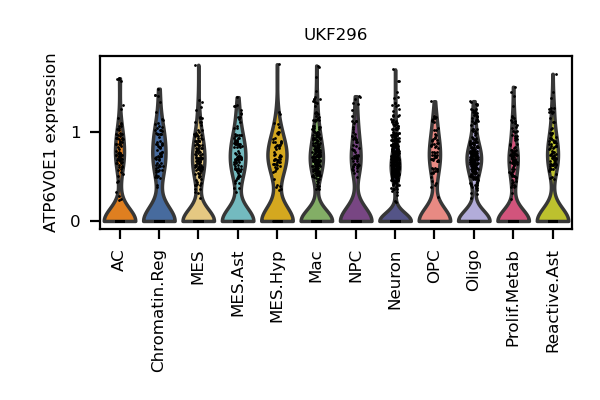 UKF296
ATP6V0E1 expression
1
0
AC
Chromatin.Reg
MES
MES.Ast
MES.Hyp
Mac
NPC
Neuron
OPC
Oligo
Prolif.Metab
Reactive.Ast